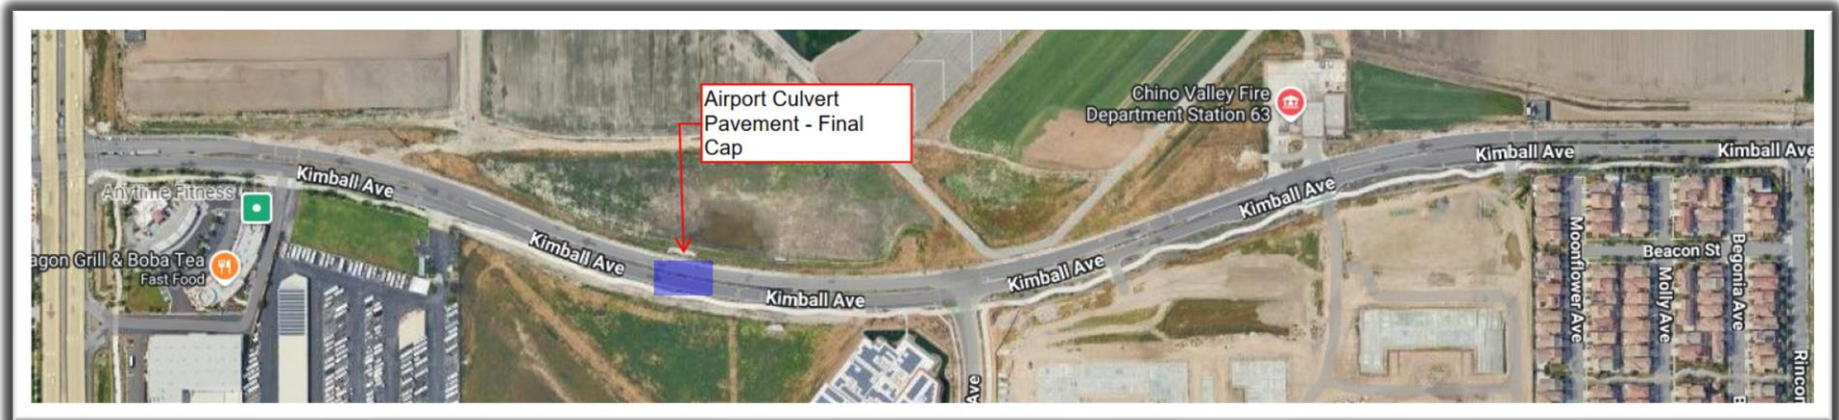 Airport Culvert
Pavement - Final
Cap
Chino Valley Fire
Department Station 63
Kimball Ave
Kimball Ave
Kimball Ave
Anytime Fitness
Kimball Ave
Kimball Ave
agon Grill & Boba Tea
Fast Food
Kimball Ave
Kimball Ave
Moonflower Ave
Beacon St
Molly Ave
Begonia Ave
Rincon
Ave
B